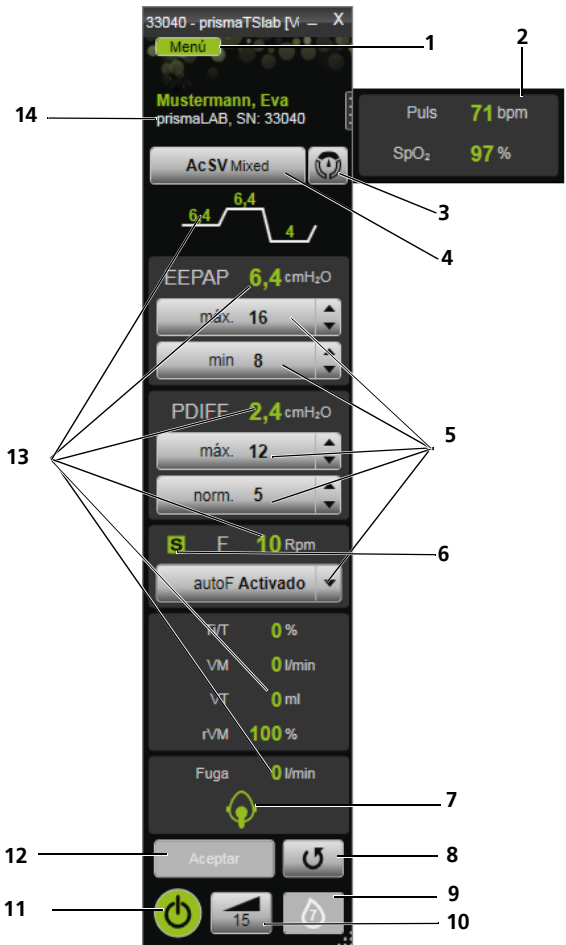 33040 - prismaTSlab [V — X
Menú
1
2
Puls 71 bpm
SpO₂ 97 %
Mustermann, Eva
14
prismaLAB, SN: 33040
AcSV Mixed
3
4
6,4
6,4
4
EEPAP 6,4 cmH₂O
máx. 16
min 8
PDIFF 2,4 cmH₂O
5
13
máx. 12
norm. 5
S F 10 Rpm
6
autoF Activado
Ti/T 0 %
VM 0 l/min
VT 0 ml
rVM 100 %
Fuga 0 l/min
7
12
Aceptar
8
11
15
7
9
10